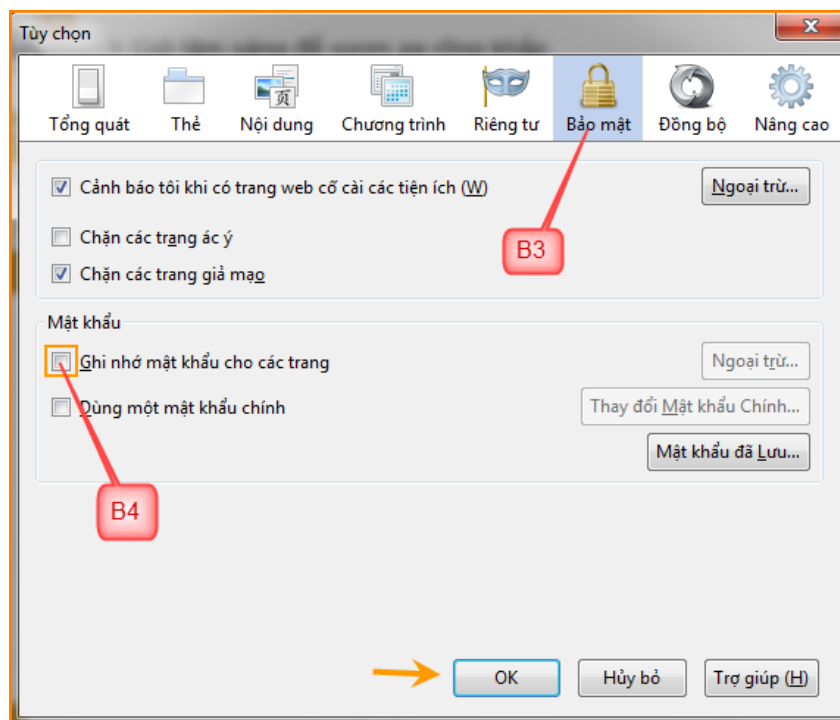 Tùy chọn
Tổng quát Thẻ Nội dung Chương trình Riêng tư Bảo mật Đồng bộ Nâng cao
Cảnh báo tôi khi có trang web cố cài các tiện ích (W) Ngoại trừ...
Chặn các trang ác ý
B3
Chặn các trang giả mạo
Mật khẩu
Ghi nhớ mật khẩu cho các trang Ngoại trừ...
Dùng một mật khẩu chính Thay đổi Mật khẩu Chính...
Mật khẩu đã Lưu...
B4
OK Hủy bỏ Trợ giúp (H)